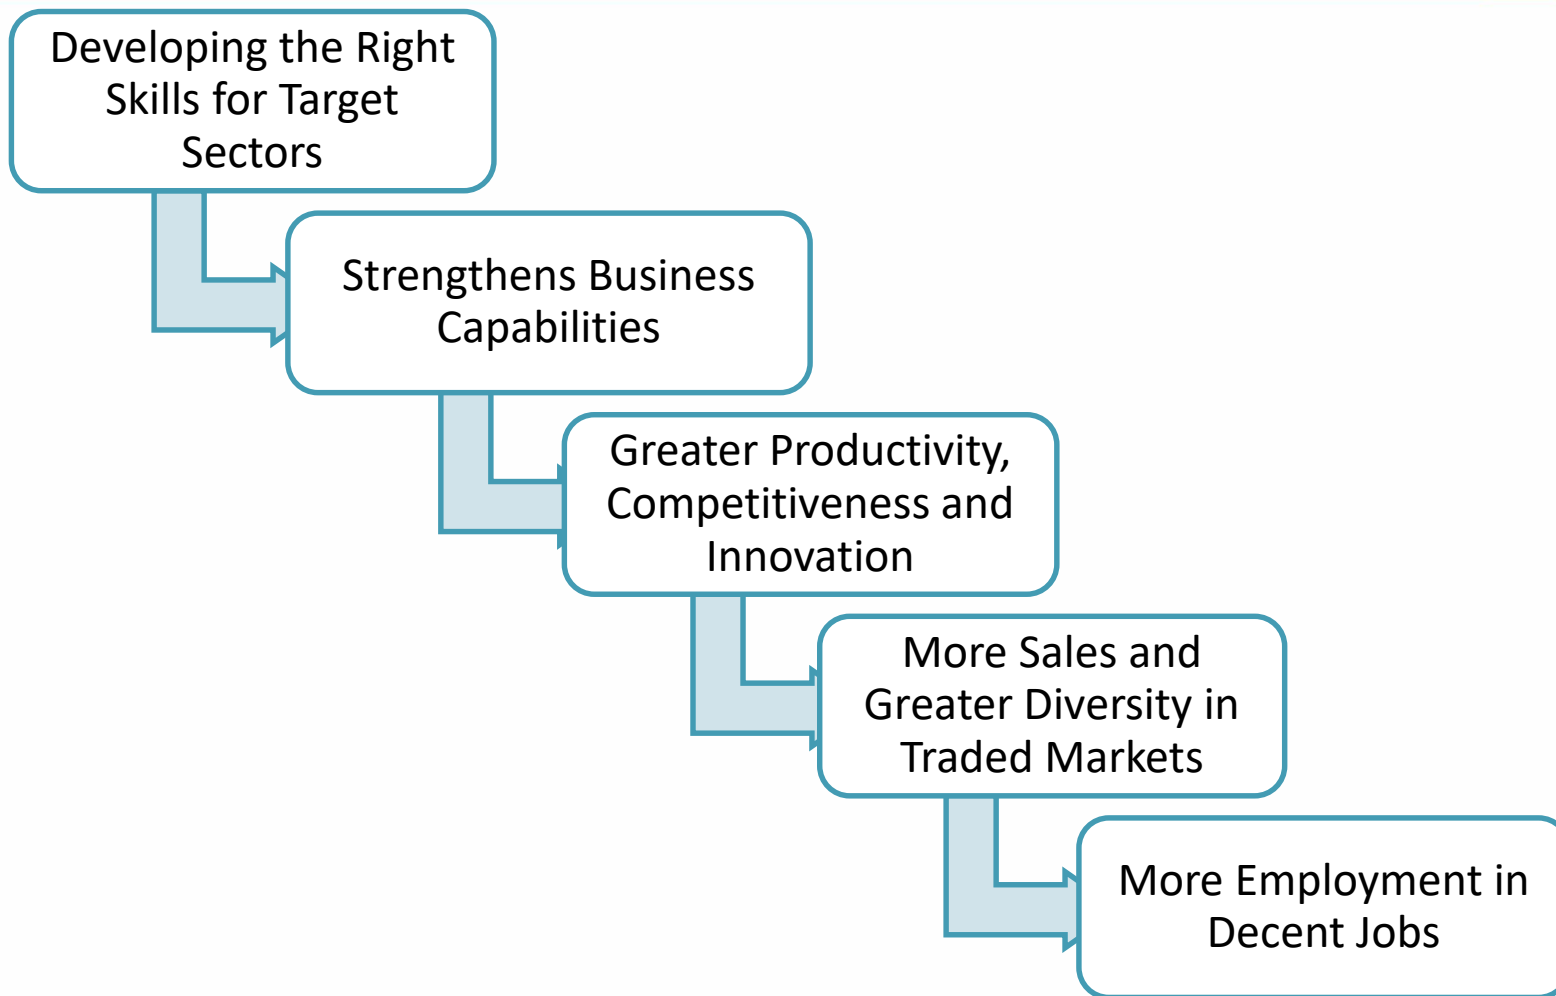 Developing the Right
Skills for Target
Sectors
Strengthens Business
Capabilities
Greater Productivity,
Competitiveness and
Innovation
More Sales and
Greater Diversity in
Traded Markets
More Employment in
Decent Jobs